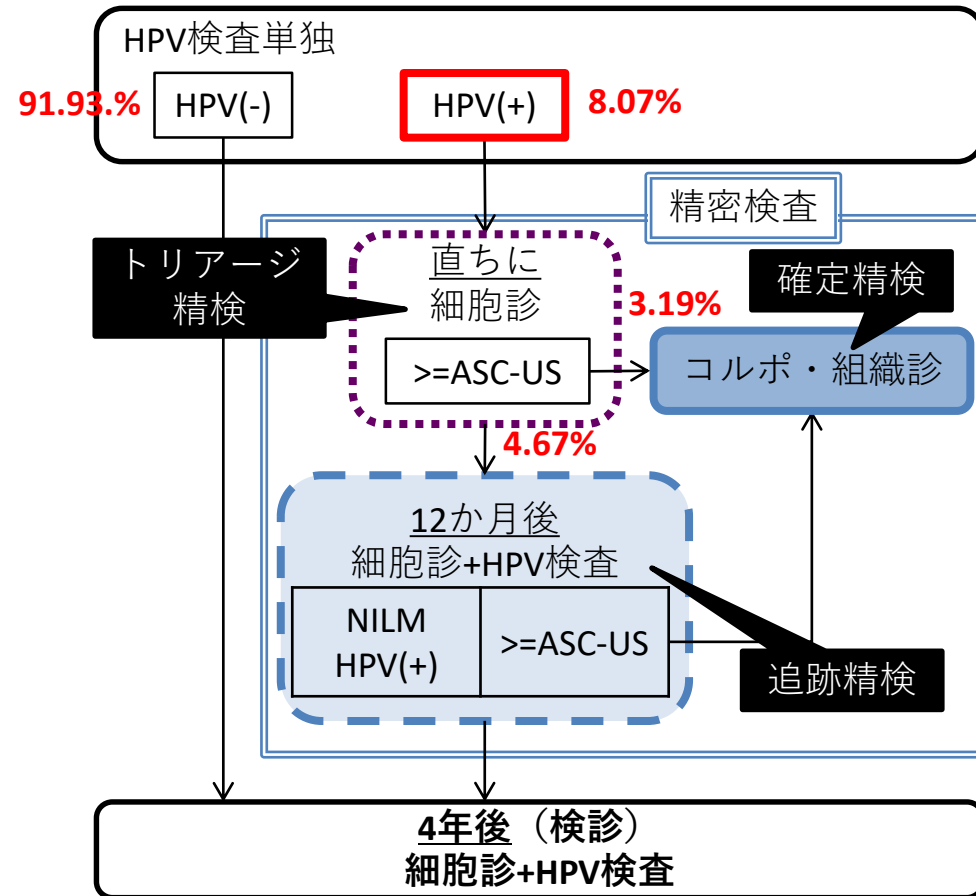 HPV検査単独
91.93.%
HPV(-)
HPV(+)
8.07%
精密検査
トリアージ
精検
直ちに
細胞診
3.19%
確定精検
>=ASC-US
コルポ・組織診
4.67%
12か月後
細胞診+HPV検査
NILM
HPV(+)
>=ASC-US
追跡精検
4年後（検診）
細胞診+HPV検査